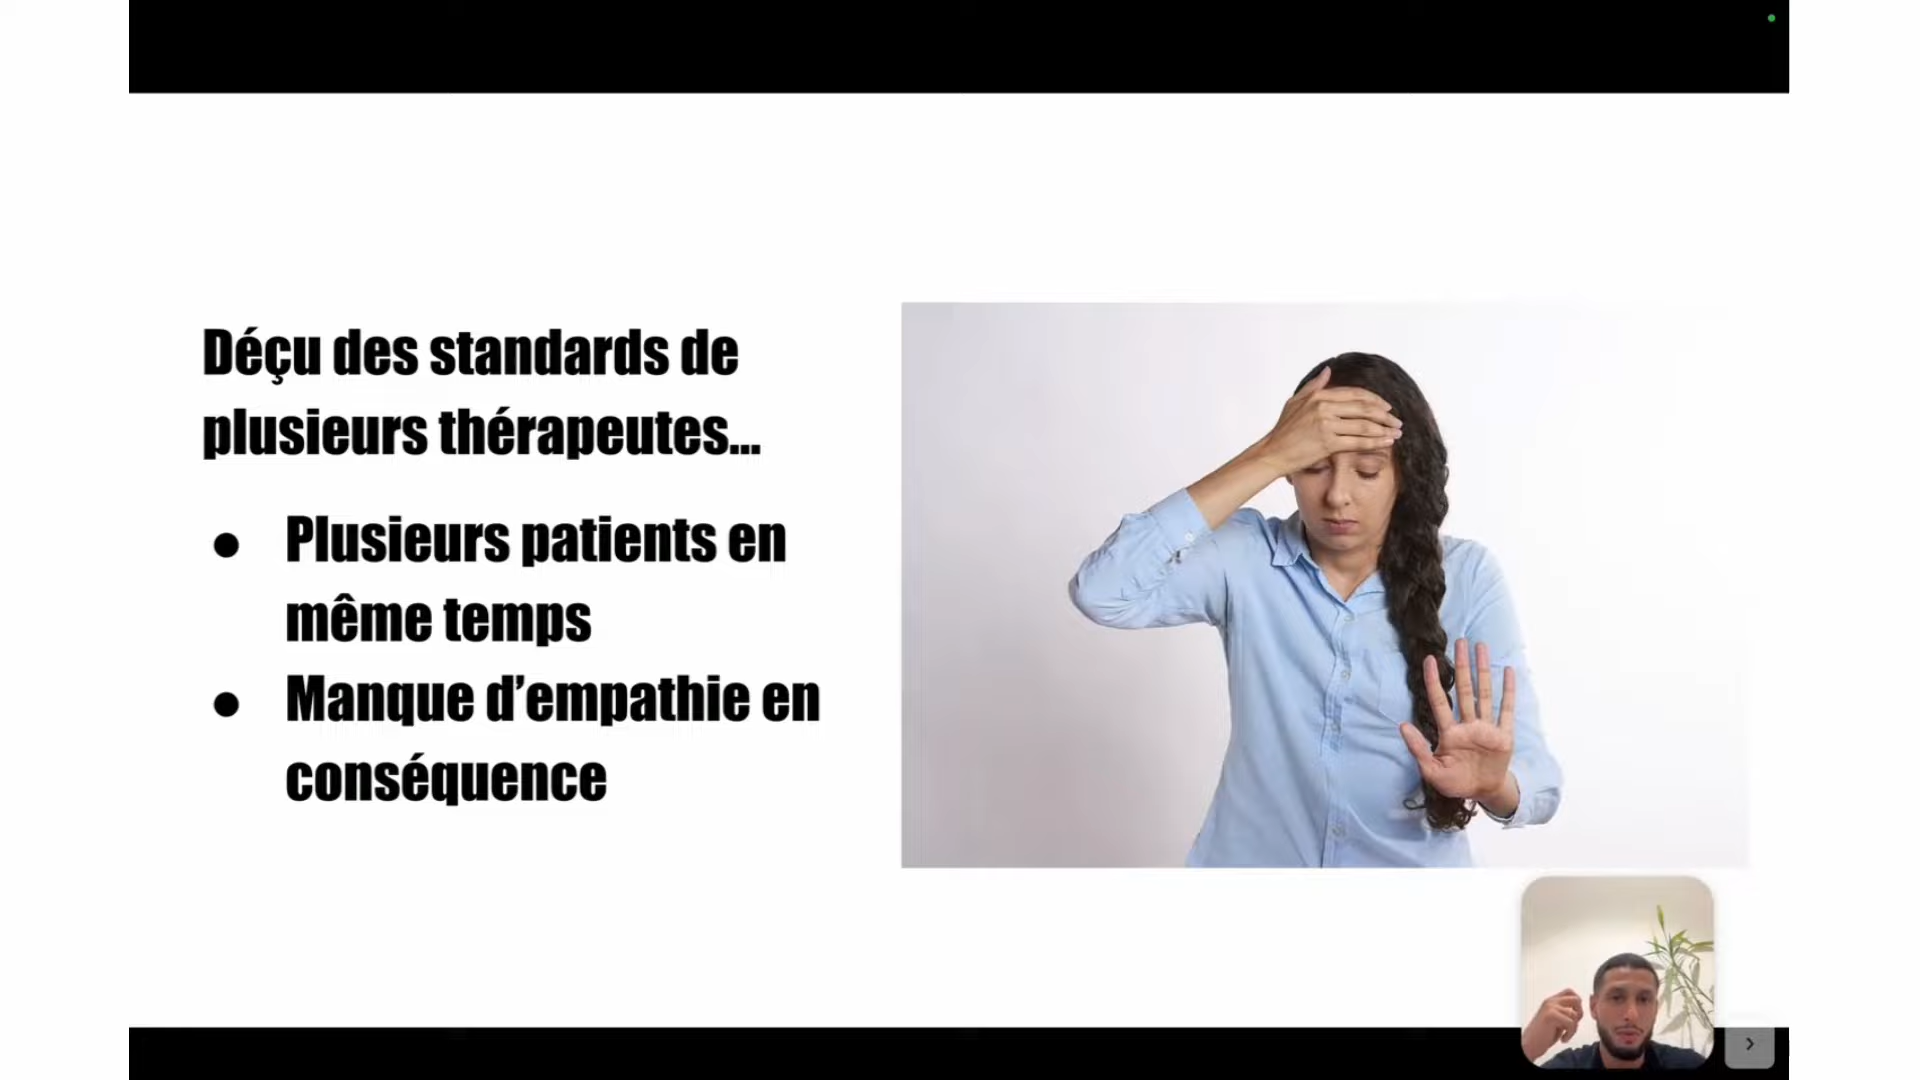 Déçu des standards de
plusieurs thérapeutes...
● Plusieurs patients en
même temps
● Manque d’empathie en
conséquence